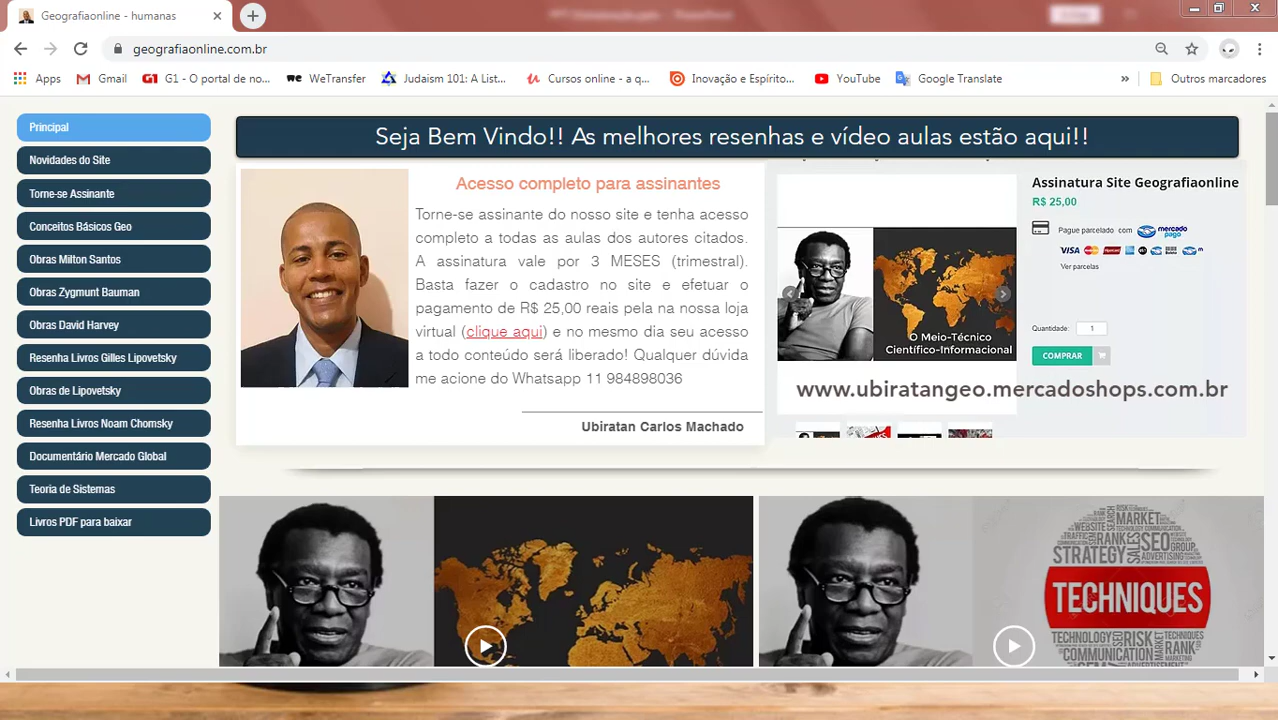 Geografiaonline - humanas
geografiaonline.com.br
Apps
Gmail
G1 - O portal de no...
WeTransfer
Judaism 101: A List...
Cursos online - a q...
Inovação e Espírito...
YouTube
Google Translate
»
Outros marcadores
Principal
Novidades do Site
Torne-se Assinante
Conceitos Básicos Geo
Obras Milton Santos
Obras Zygmunt Bauman
Obras David Harvey
Resenha Livros Gilles Lipovetsky
Obras de Lipovetsky
Resenha Livros Noam Chomsky
Documentário Mercado Global
Teoria de Sistemas
Livros PDF para baixar
Seja Bem Vindo!! As melhores resenhas e vídeo aulas estão aqui!!
Acesso completo para assinantes
Torne-se assinante do nosso site e tenha acesso
completo a todas as aulas dos autores citados.
A assinatura vale por 3 MESES (trimestral).
Basta fazer o cadastro no site e efetuar o
pagamento de R$ 25,00 reais pela na nossa loja
virtual (clique aqui) e no mesmo dia seu acesso
a todo conteúdo será liberado! Qualquer dúvida
me acione do Whatsapp 11 984898036
Ubiratan Carlos Machado
O Meio-Técnico
Científico-Informacional
Assinatura Site Geografiaonline
R$ 25,00
Pague parcelado com mercado pago
VISA
Ver parcelas
Quantidade: 1
COMPRAR
www.ubiratangeo.mercadoshops.com.br
MARKET
STRATEGY
SALES
SEO
RANK
TECHNIQUES
TECHNOLOGY
RISK
COMMUNICATION
MARKETING